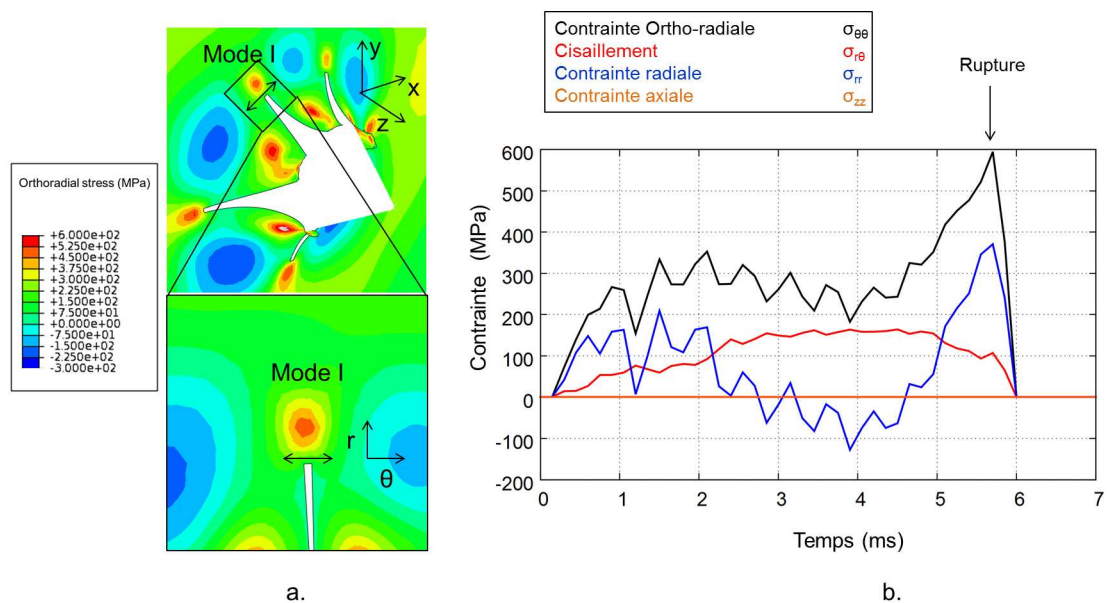 Mode I
y
x
z
Orthoradial stress (MPa)
+6.000e+02
+5.250e+02
+4.500e+02
+3.750e+02
+3.000e+02
+2.250e+02
+1.500e+02
+7.500e+01
+0.000e+00
-7.500e+01
-1.500e+02
-2.250e+02
-3.000e+02
Mode I
r
θ
a.
Contrainte Ortho-radiale σθθ
Cisaillement σrθ
Contrainte radiale σrr
Contrainte axiale σzz
Rupture
Contrainte (MPa)
600
500
400
300
200
100
0
-100
-200
0 1 2 3 4 5 6 7
Temps (ms)
b.